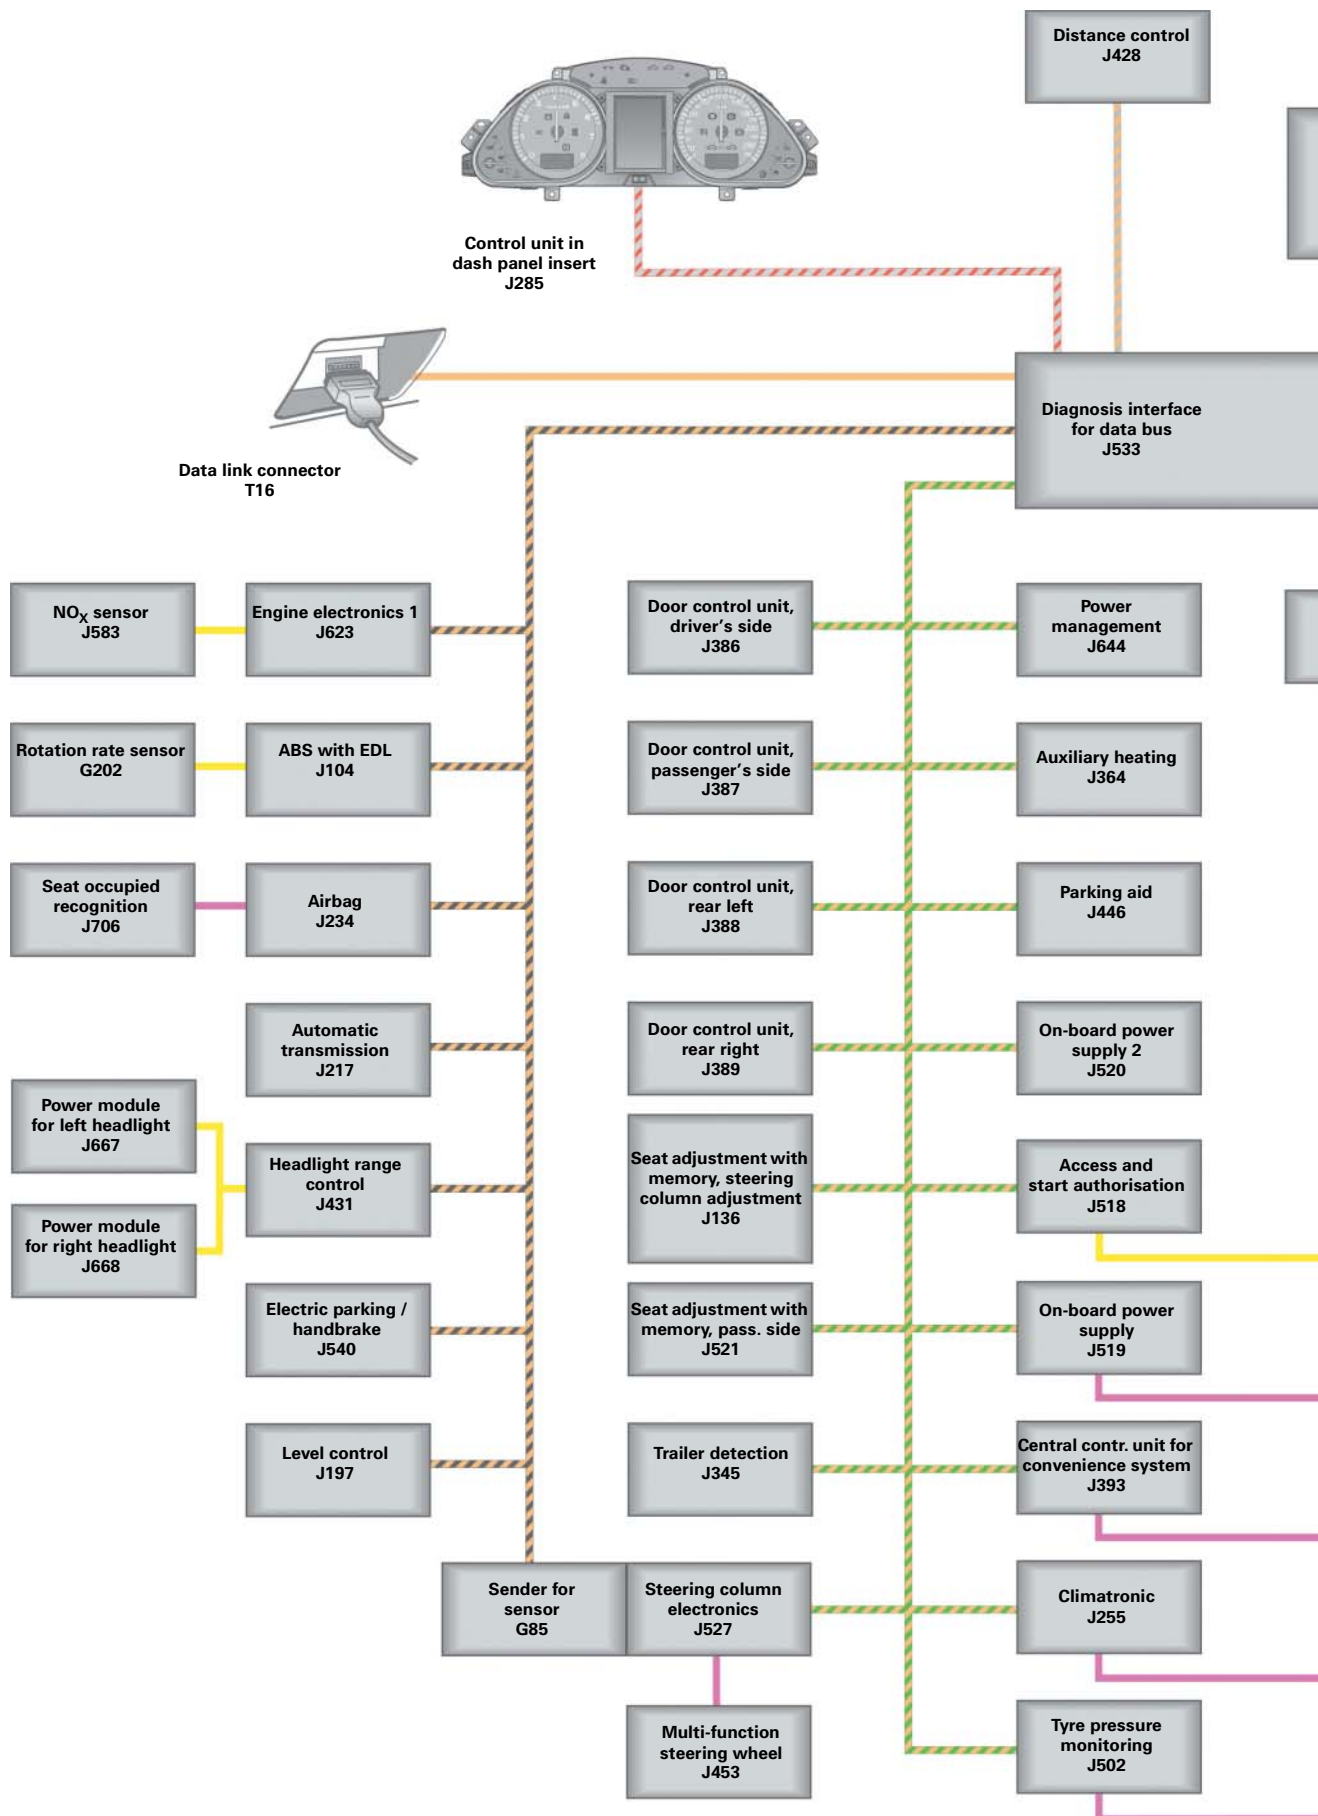 Distance control
J428
Control unit in
dash panel insert
J285
Data link connector
T16
Diagnosis interface
for data bus
J533
NOX sensor
J583
Engine electronics 1
J623
Door control unit,
driver's side
J386
Power
management
J644
Rotation rate sensor
G202
ABS with EDL
J104
Door control unit,
passenger's side
J387
Auxiliary heating
J364
Seat occupied
recognition
J706
Airbag
J234
Door control unit,
rear left
J388
Parking aid
J446
Automatic
transmission
J217
Door control unit,
rear right
J389
On-board power
supply 2
J520
Power module
for left headlight
J667
Headlight range
control
J431
Seat adjustment with
memory, steering
column adjustment
J136
Access and
start authorisation
J518
Power module
for right headlight
J668
Electric parking /
handbrake
J540
Seat adjustment with
memory, pass. side
J521
On-board power
supply
J519
Level control
J197
Trailer detection
J345
Central contr. unit for
convenience system
J393
Sender for
sensor
G85
Steering column
electronics
J527
Climatronic
J255
Multi-function
steering wheel
J453
Tyre pressure
monitoring
J502